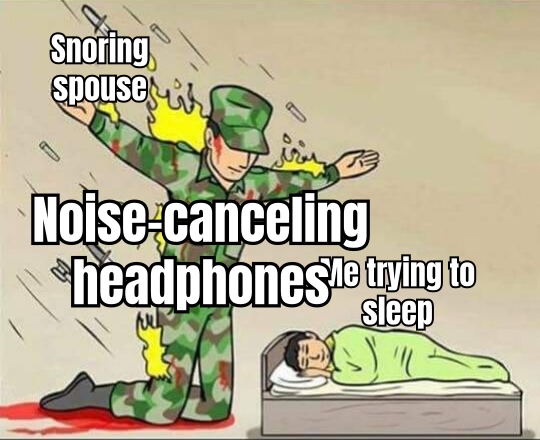 Snoring
spouse
Noise-canceling
headphones
Me trying to
sleep